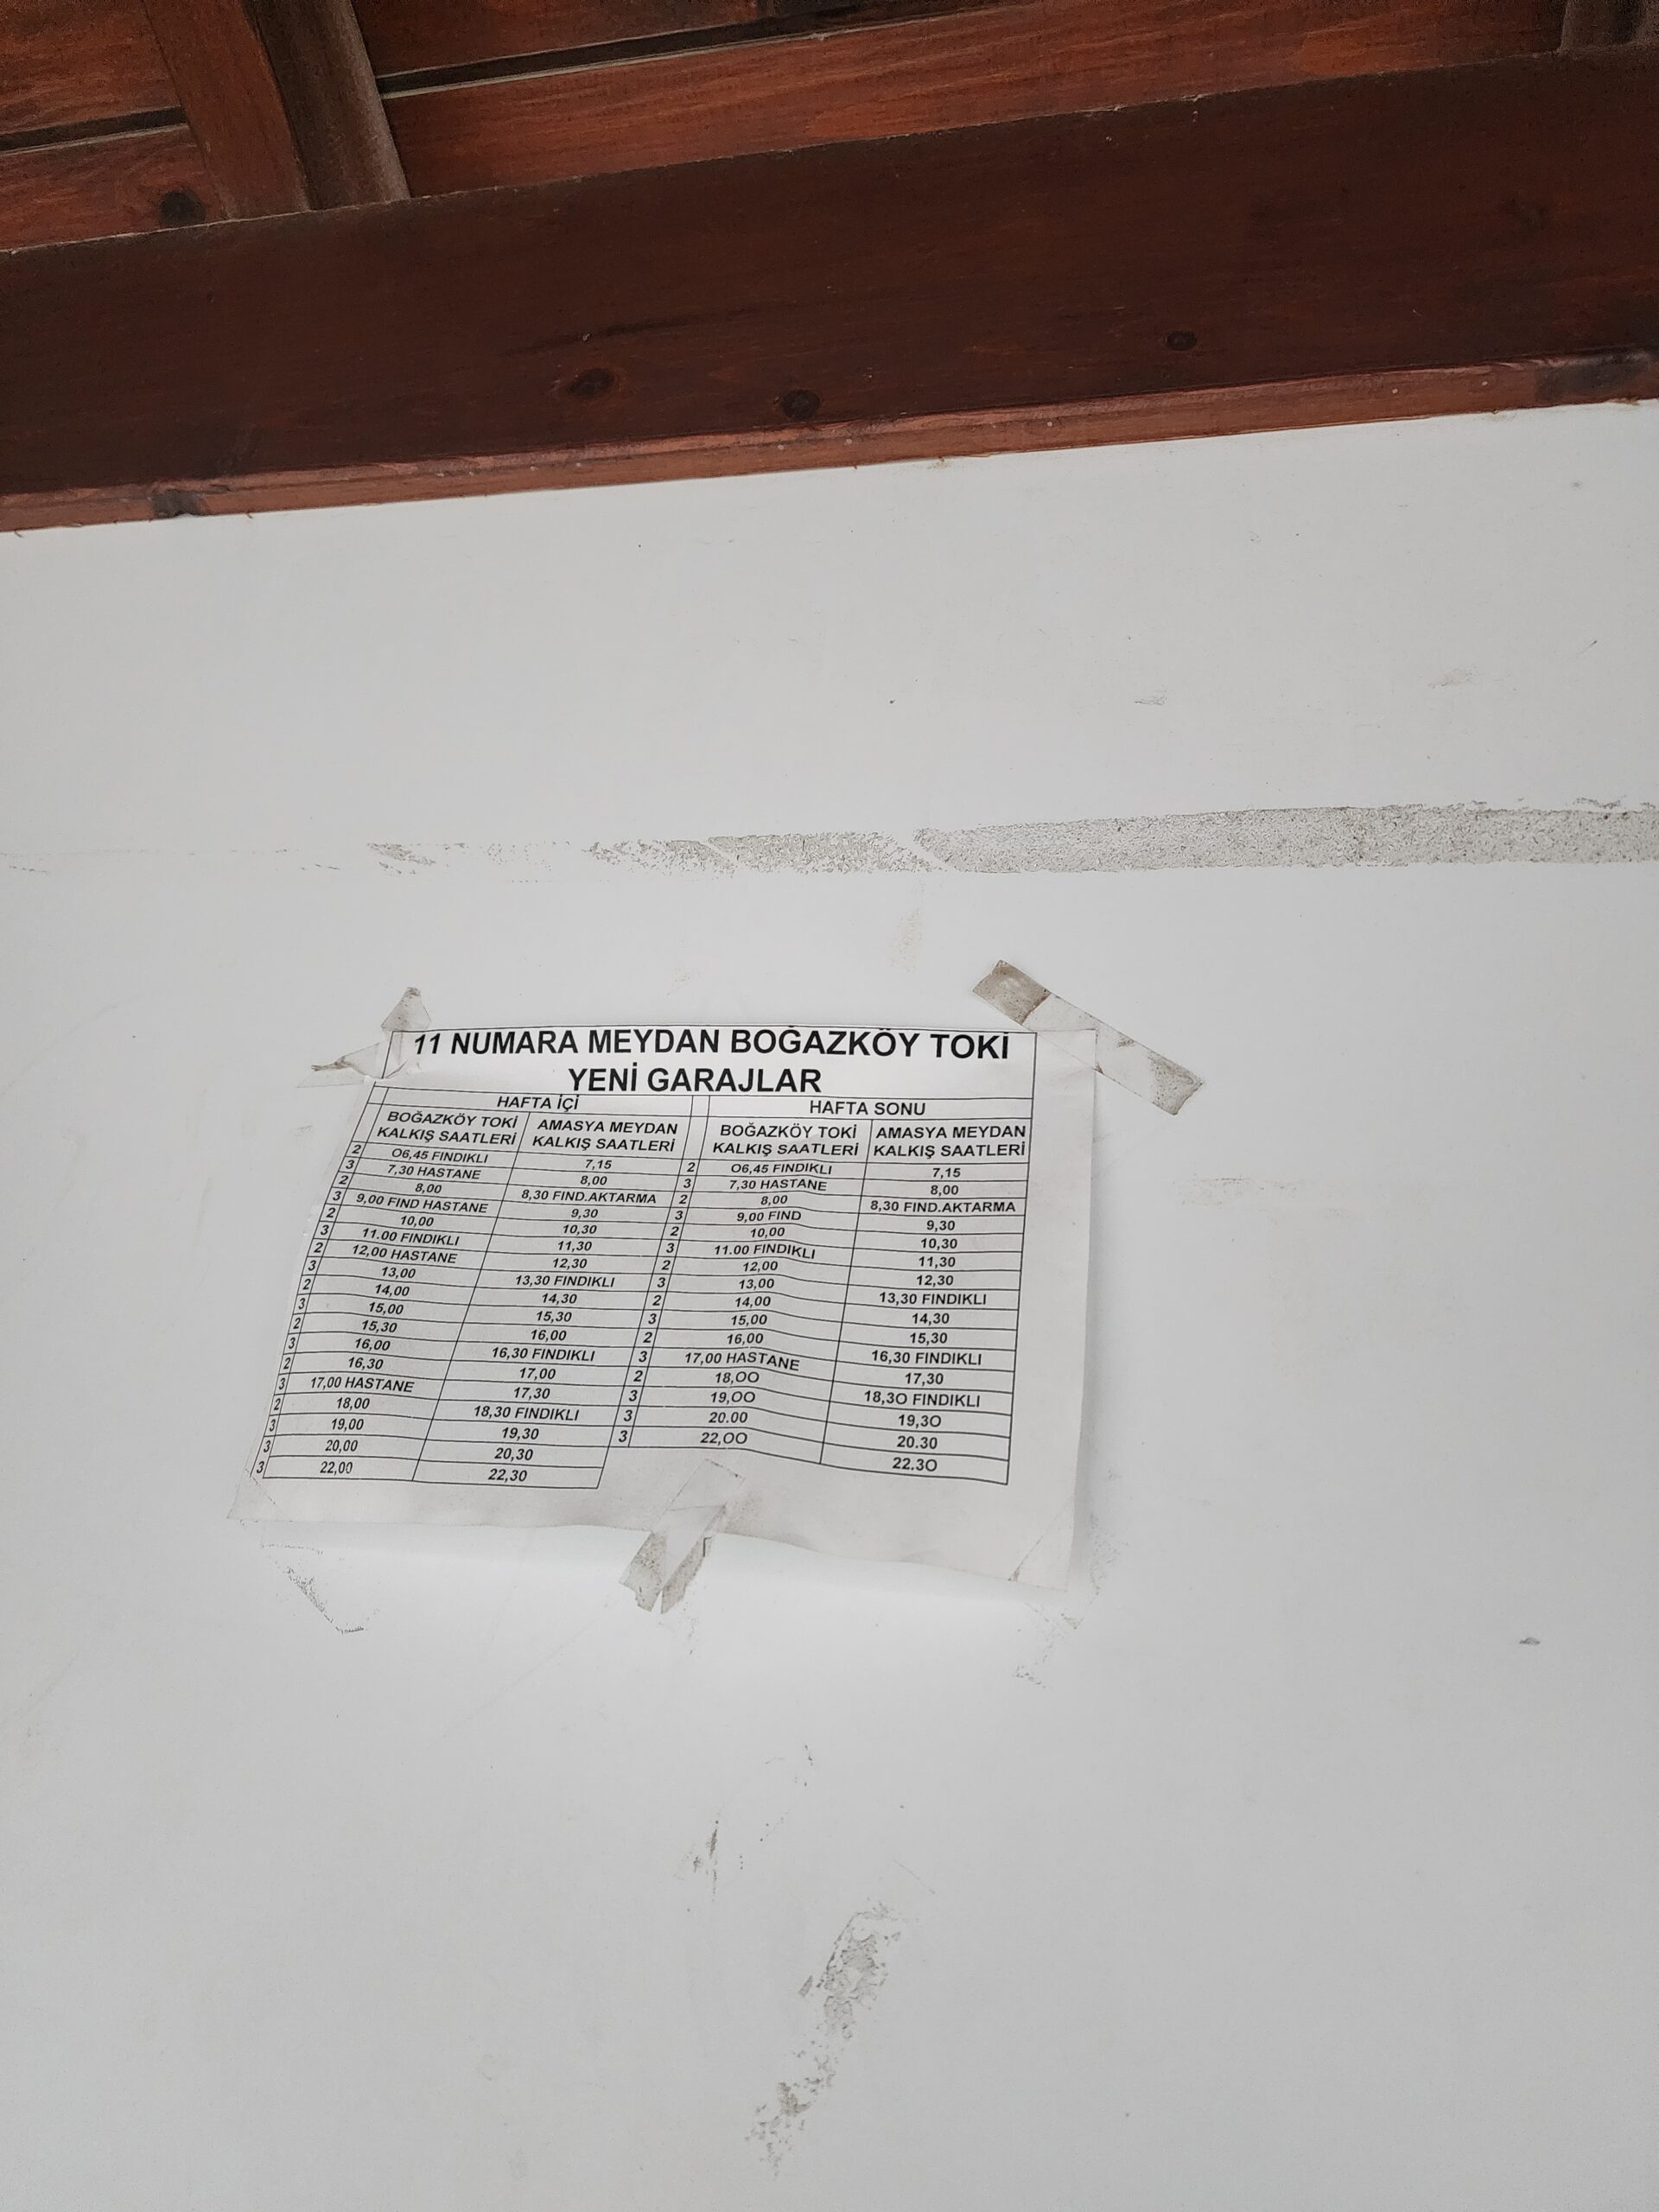 11 NUMARA MEYDAN BOĞAZKÖY TOKİ
YENİ GARAJLAR
HAFTA İÇİ HAFTA SONU
BOĞAZKÖY TOKİ KALKIŞ SAATLERİ AMASYA MEYDAN KALKIŞ SAATLERİ BOĞAZKÖY TOKİ KALKIŞ SAATLERİ AMASYA MEYDAN KALKIŞ SAATLERİ
2 O6,45 FINDIKLI 7,15 2 O6,45 FINDIKLI 7,15
3 7,30 HASTANE 8,00 3 7,30 HASTANE 8,00
2 8,00 8,30 FIND.AKTARMA 2 8,00 8,30 FIND.AKTARMA
3 9,00 FIND HASTANE 9,30 3 9,00 FIND 9,30
2 10,00 10,30 2 10,00 10,30
3 11.00 FINDIKLI 11,30 3 11.00 FINDIKLI 11,30
2 12,00 HASTANE 12,30 2 12,00 12,30
3 13,00 13,30 FINDIKLI 3 13,00 13,30 FINDIKLI
2 14,00 14,30 2 14,00 14,30
3 15,00 15,30 3 15,00 15,30
2 15,30 16,00 2 16,00 16,30 FINDIKLI
3 16,00 16,30 FINDIKLI 3 17,00 HASTANE 17,30
2 16,30 17,00 2 18,OO 18,3O FINDIKLI
3 17,00 HASTANE 17,30 3 19,OO 19,3O
2 18,00 18,30 FINDIKLI 3 20.00 20.30
3 19,00 19,30 3 22,OO 22.3O
3 20,00 20,30
3 22,00 22,30